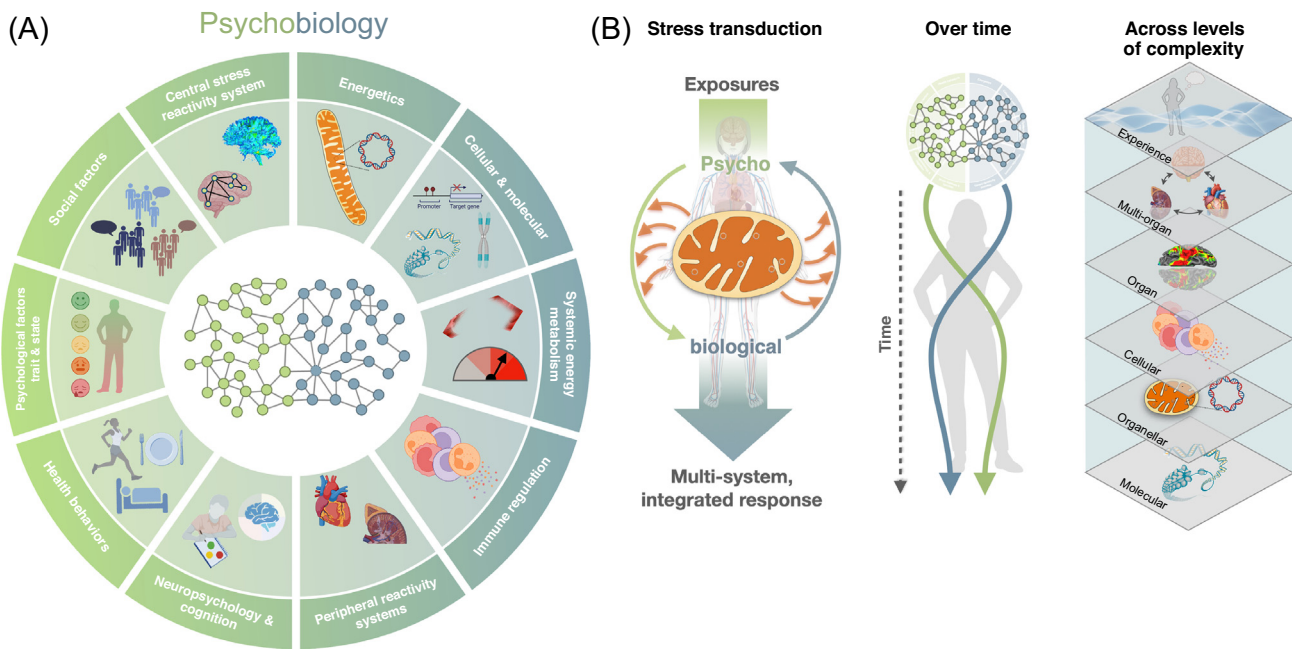 (A)
Psychobiology
Central stress
reactivity system
Energetics
Cellular & molecular
Promoter
Target gene
Systemic energy
metabolism
Immune regulation
Peripheral reactivity
systems
Neuropsychology &
cognition
Health behaviors
Psychological factors
trait & state
Social factors
(B)
Stress transduction
Exposures
Psycho
biological
Multi-system,
integrated response
Over time
Time
Across levels
of complexity
Experience
Multi-organ
Organ
Cellular
Organellar
Molecular